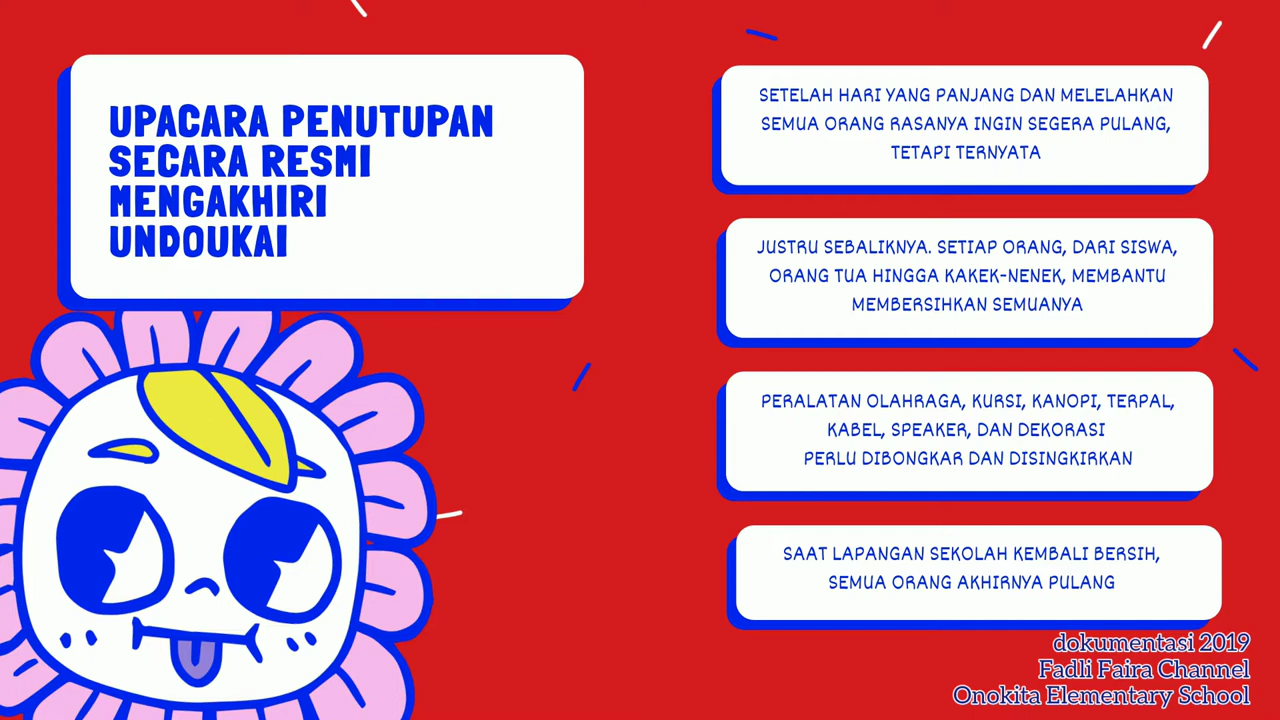 UPACARA PENUTUPAN
SECARA RESMI
MENGAKHIRI
UNDOUKAI
SETELAH HARI YANG PANJANG DAN MELELAHKAN
SEMUA ORANG RASANYA INGIN SEGERA PULANG,
TETAPI TERNYATA
JUSTRU SEBALIKNYA. SETIAP ORANG, DARI SISWA,
ORANG TUA HINGGA KAKEK-NENEK, MEMBANTU
MEMBERSIHKAN SEMUANYA
PERALATAN OLAHRAGA, KURSI, KANOPI, TERPAL,
KABEL, SPEAKER, DAN DEKORASI
PERLU DIBONGKAR DAN DISINGKIRKAN
SAAT LAPANGAN SEKOLAH KEMBALI BERSIH,
SEMUA ORANG AKHIRNYA PULANG
dokumentasi 2019
Fadli Faira Channel
Onokita Elementary School